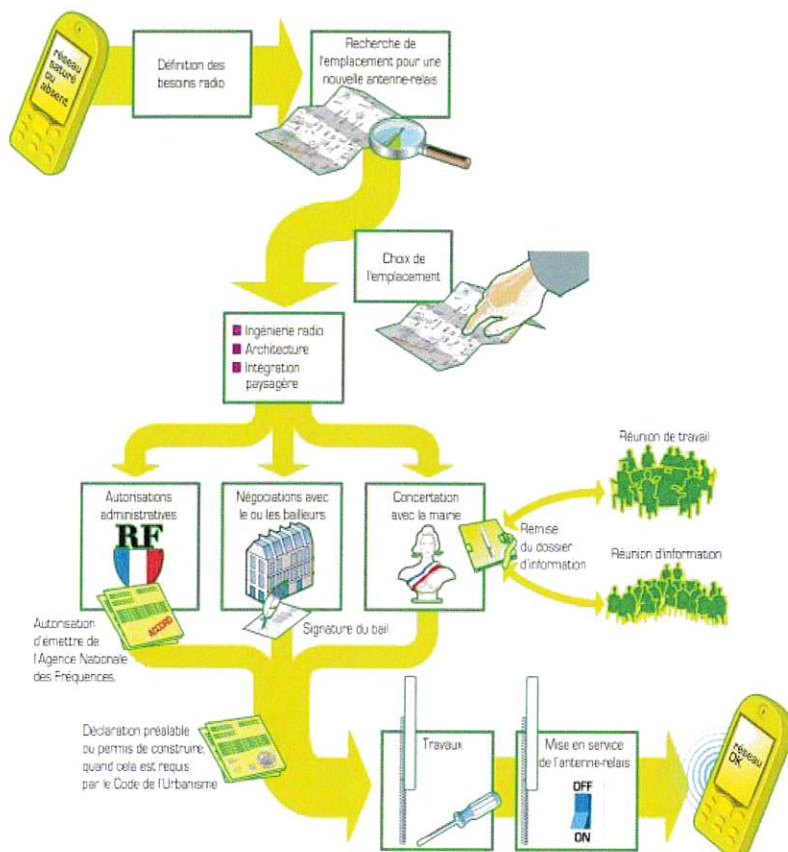 réseau
saturé
ou
absent
Définition des
besoins radio
Recherche de
l'emplacement pour une
nouvelle antenne-relais
Choix de
l'emplacement
Ingénierie radio
Architecture
Intégration
paysagère
Autorisations
administratives
RF
ACCORD
Autorisation
d'émettre de
l'Agence Nationale
des Fréquences.
Négociations avec
le ou les bailleurs
Signature du bail
Concertation
avec la mairie
Remise
du dossier
d'information
Réunion de travail
Réunion d'information
Déclaration préalable
ou permis de construire,
quand cela est requis
par le Code de l'Urbanisme
Travaux
Mise en service
de l'antenne-relais
OFF
ON
réseau
OK